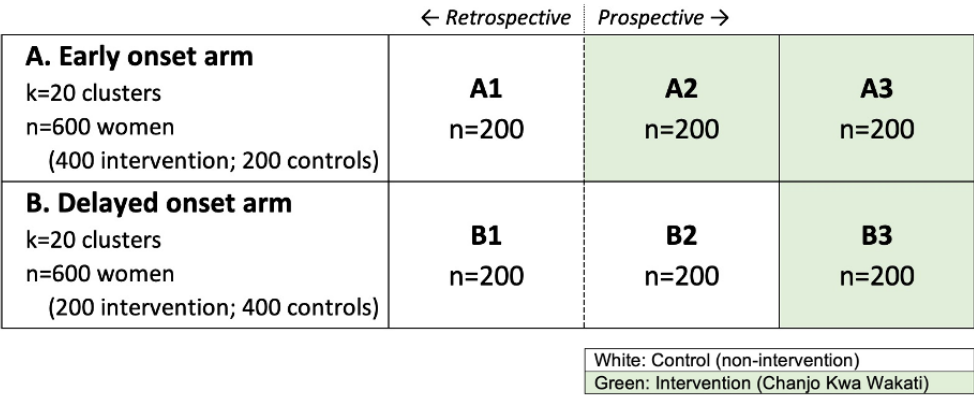 ← Retrospective
Prospective →
A. Early onset arm
k=20 clusters
n=600 women
(400 intervention; 200 controls)
A1
n=200
A2
n=200
A3
n=200
B. Delayed onset arm
k=20 clusters
n=600 women
(200 intervention; 400 controls)
B1
n=200
B2
n=200
B3
n=200
White: Control (non-intervention)
Green: Intervention (Chanjo Kwa Wakati)